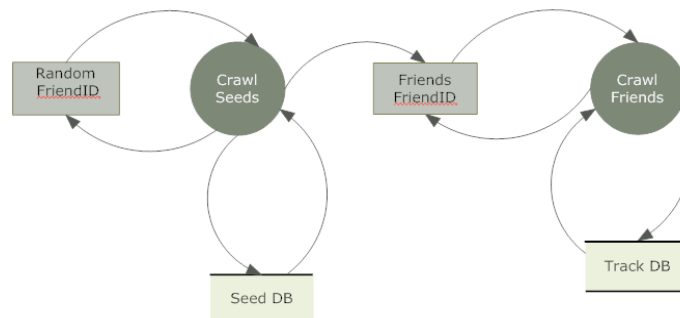 Random
FriendID
Crawl
Seeds
Friends
FriendID
Crawl
Friends
Seed DB
Track DB